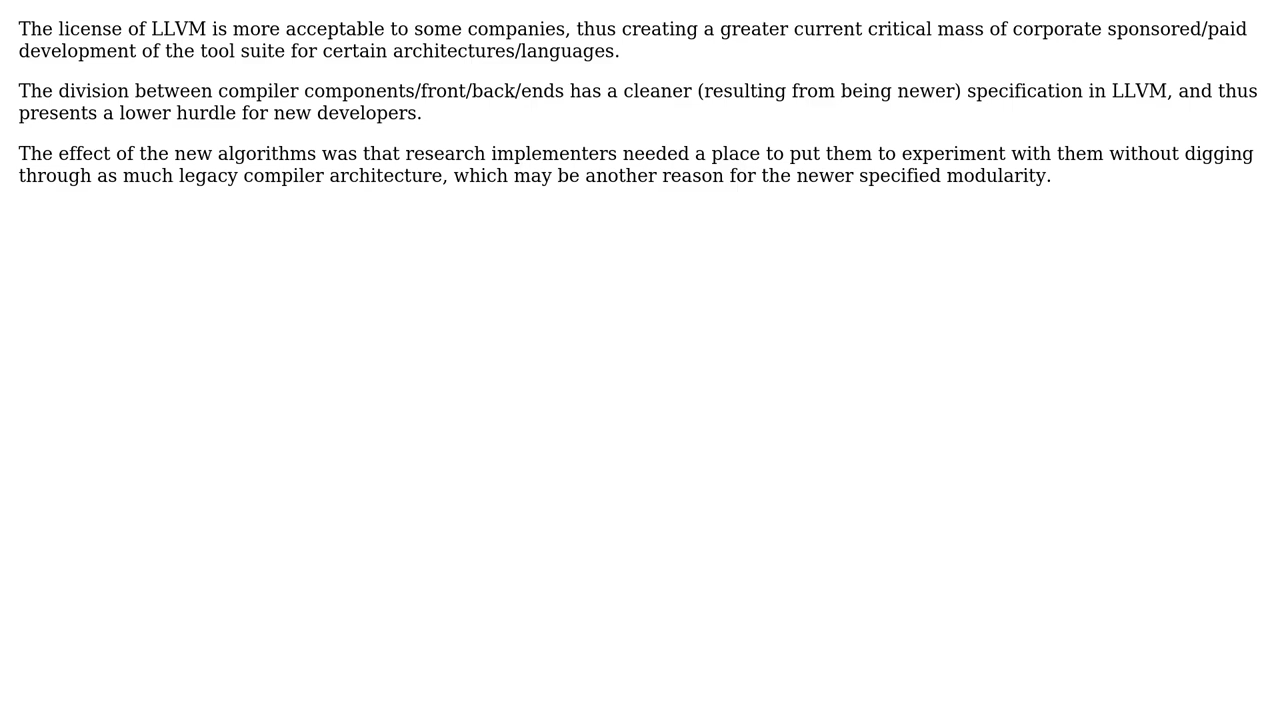 The license of LLVM is more acceptable to some companies, thus creating a greater current critical mass of corporate sponsored/paid
development of the tool suite for certain architectures/languages.
The division between compiler components/front/back/ends has a cleaner (resulting from being newer) specification in LLVM, and thus
presents a lower hurdle for new developers.
The effect of the new algorithms was that research implementers needed a place to put them to experiment with them without digging
through as much legacy compiler architecture, which may be another reason for the newer specified modularity.